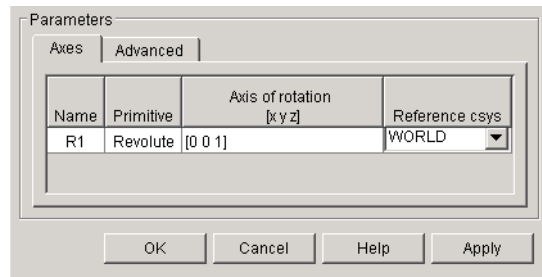 Parameters
Axes
Advanced
Name
Primitive
Axis of rotation
[x y z]
Reference csys
R1
Revolute
[0 0 1]
WORLD
OK
Cancel
Help
Apply